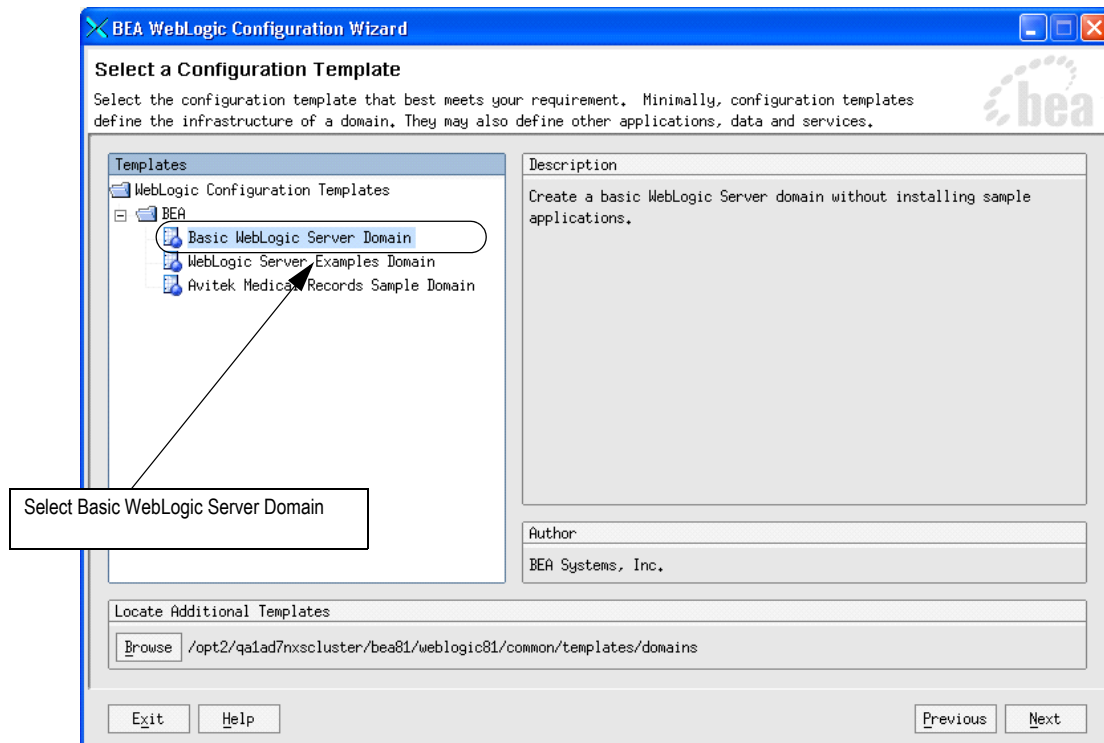 BEA WebLogic Configuration Wizard
Select a Configuration Template
Select the configuration template that best meets your requirement. Minimally, configuration templates
define the infrastructure of a domain. They may also define other applications, data and services.
bea
Templates
WebLogic Configuration Templates
BEA
Basic WebLogic Server Domain
WebLogic Server Examples Domain
Avitek Medical Records Sample Domain
Select Basic WebLogic Server Domain
Description
Create a basic WebLogic Server domain without installing sample
applications.
Author
BEA Systems, Inc.
Locate Additional Templates
Browse /opt2/qa1ad7nxscluster/bea81/weblogic81/common/templates/domains
Exit Help Previous Next